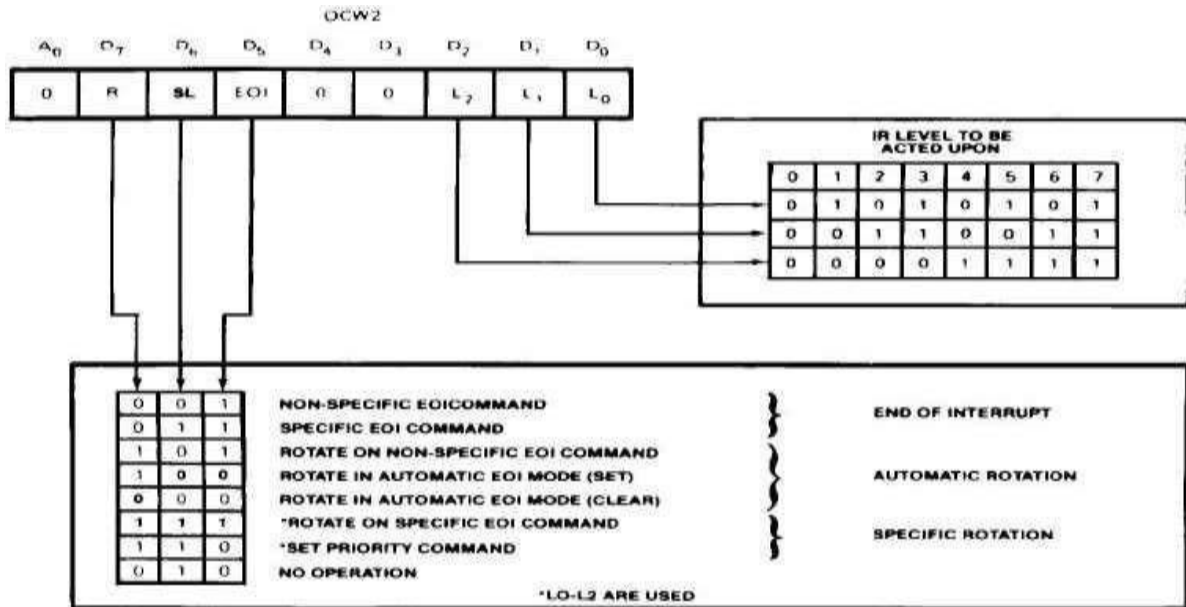 OCW2
A0 D7 D6 D5 D4 D3 D2 D1 D0
0 R SL EOI 0 0 L2 L1 L0
IR LEVEL TO BE
ACTED UPON
0 1 2 3 4 5 6 7
0 1 0 1 0 1 0 1
0 0 1 1 0 0 1 1
0 0 0 0 1 1 1 1
0 0 1 NON-SPECIFIC EOICOMMAND
0 1 1 SPECIFIC EOI COMMAND
END OF INTERRUPT
1 0 1 ROTATE ON NON-SPECIFIC EOI COMMAND
1 0 0 ROTATE IN AUTOMATIC EOI MODE (SET)
0 0 0 ROTATE IN AUTOMATIC EOI MODE (CLEAR)
AUTOMATIC ROTATION
1 1 1 *ROTATE ON SPECIFIC EOI COMMAND
1 1 0 *SET PRIORITY COMMAND
SPECIFIC ROTATION
0 1 0 NO OPERATION
*LO-L2 ARE USED